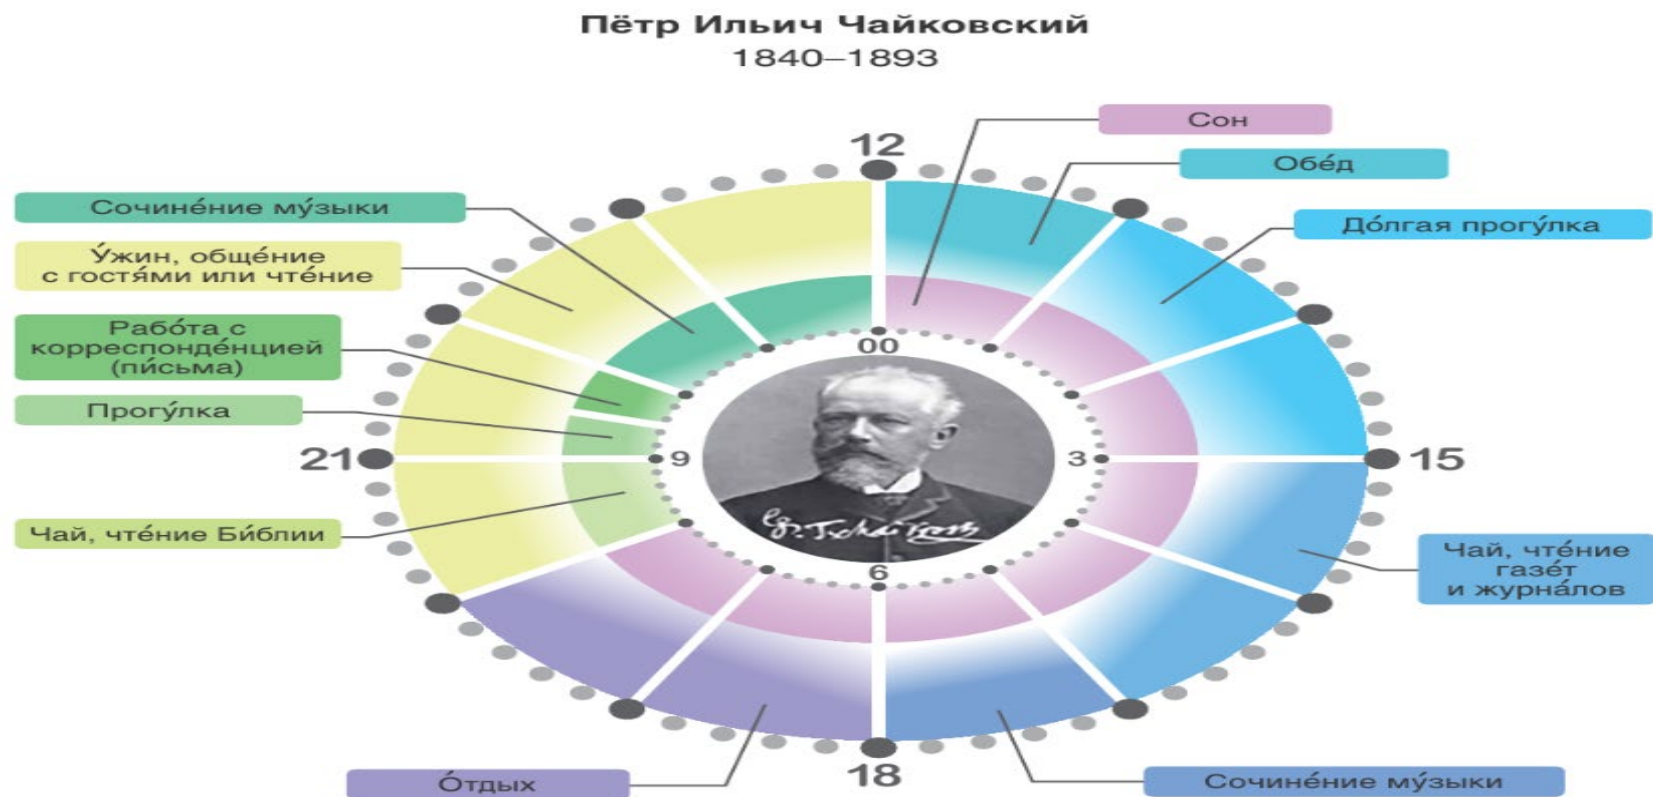 Пётр Ильич Чайковский
1840–1893
12
Сон
Обе́д
Сочине́ние му́зыки
До́лгая прогу́лка
У́жин, обще́ние
с гостя́ми или чте́ние
Рабо́та с
корреспонде́нцией
(пи́сьма)
00
Прогу́лка
21
9
3
15
Чай, чте́ние Би́блии
Чай, чте́ние
газе́т
и журна́лов
6
18
О́тдых
Сочине́ние му́зыки